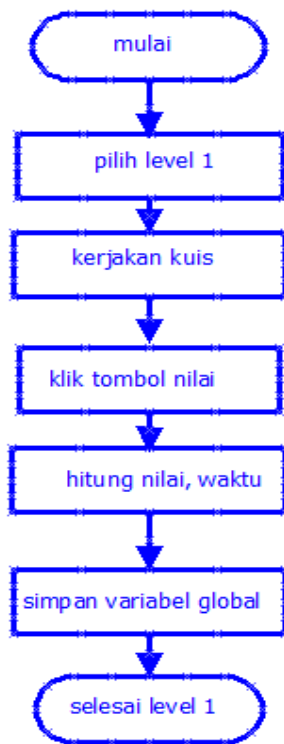 mulai
pilih level 1
kerjakan kuis
klik tombol nilai
hitung nilai, waktu
simpan variabel global
selesai level 1